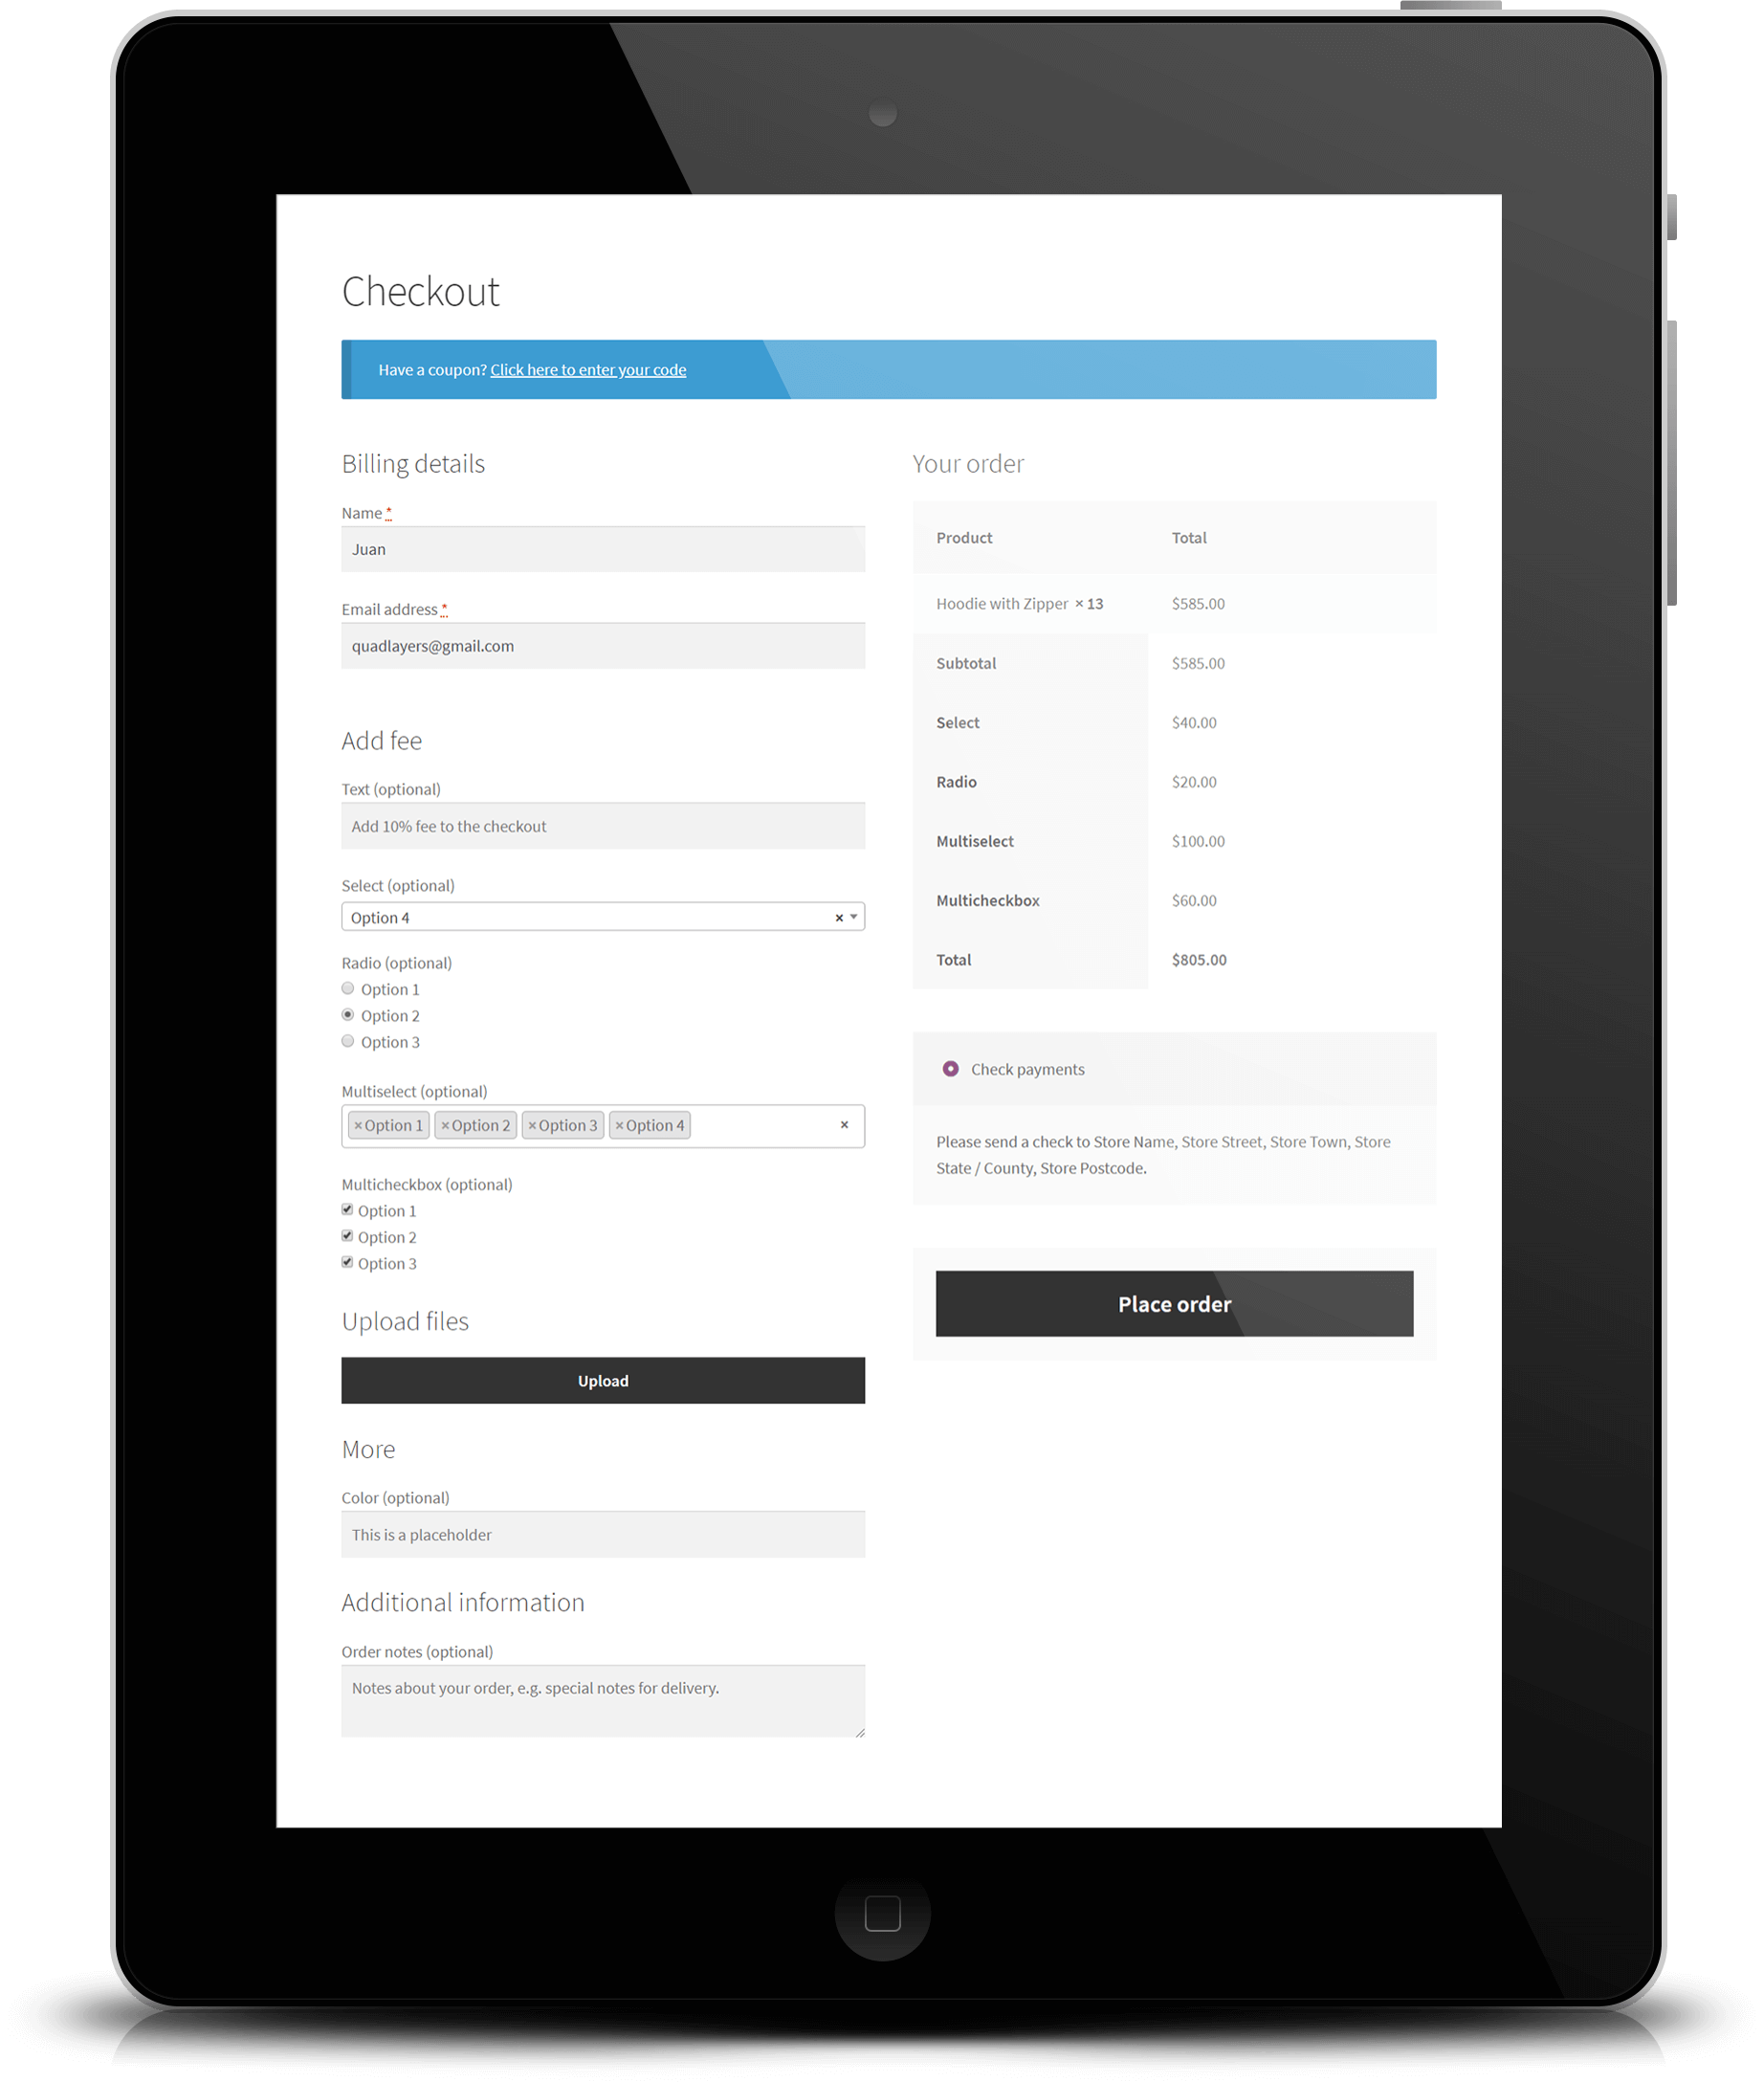 Checkout
Have a coupon? Click here to enter your code
Billing details
Name *
Juan
Email address *
quadlayers@gmail.com
Add fee
Text (optional)
Add 10% fee to the checkout
Select (optional)
Option 4 ×
Radio (optional)
Option 1
Option 2
Option 3
Multiselect (optional)
×Option 1 ×Option 2 ×Option 3 ×Option 4 ×
Multicheckbox (optional)
Option 1
Option 2
Option 3
Upload files
Upload
More
Color (optional)
This is a placeholder
Additional information
Order notes (optional)
Notes about your order, e.g. special notes for delivery.
Your order
Product Total
Hoodie with Zipper × 13 $585.00
Subtotal $585.00
Select $40.00
Radio $20.00
Multiselect $100.00
Multicheckbox $60.00
Total $805.00
Check payments
Please send a check to Store Name, Store Street, Store Town, Store
State / County, Store Postcode.
Place order